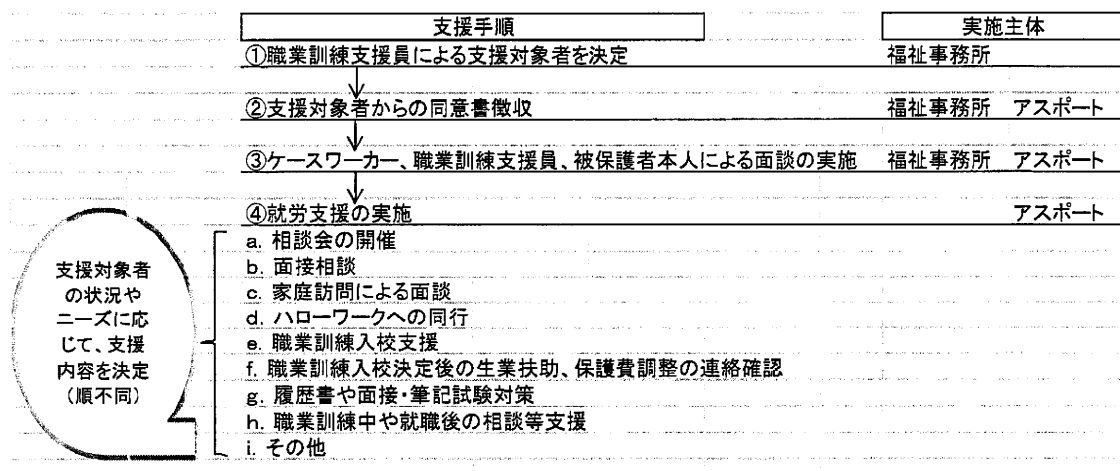 支援手順 実施主体
①職業訓練支援員による支援対象者を決定 福祉事務所
②支援対象者からの同意書徴収 福祉事務所 アスポート
③ケースワーカー、職業訓練支援員、被保護者本人による面談の実施 福祉事務所 アスポート
④就労支援の実施 アスポート
支援対象者
の状況や
ニーズに応
じて、支援
内容を決定
(順不同)
a. 相談会の開催
b. 面接相談
c. 家庭訪問による面談
d. ハローワークへの同行
e. 職業訓練入校支援
f. 職業訓練入校決定後の生業扶助、保護費調整の連絡確認
g. 履歴書や面接・筆記試験対策
h. 職業訓練中や就職後の相談等支援
i. その他